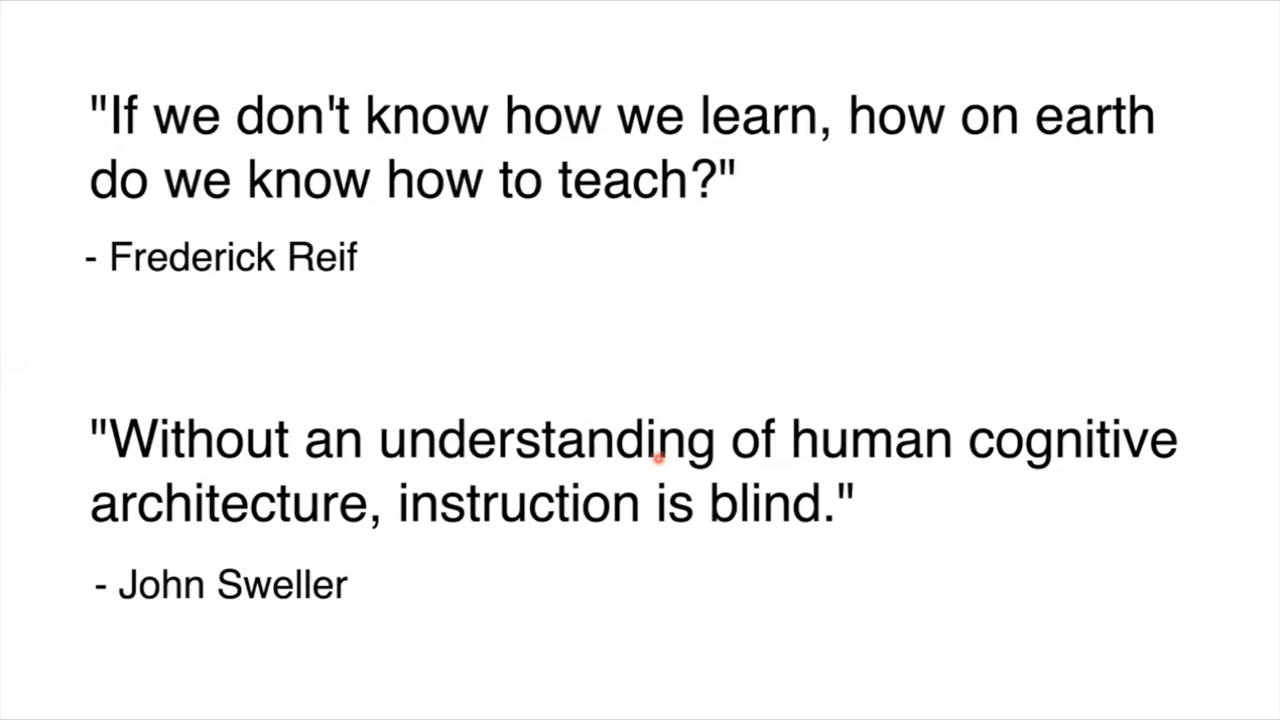 "If we don't know how we learn, how on earth
do we know how to teach?"
- Frederick Reif
"Without an understanding of human cognitive
architecture, instruction is blind."
- John Sweller